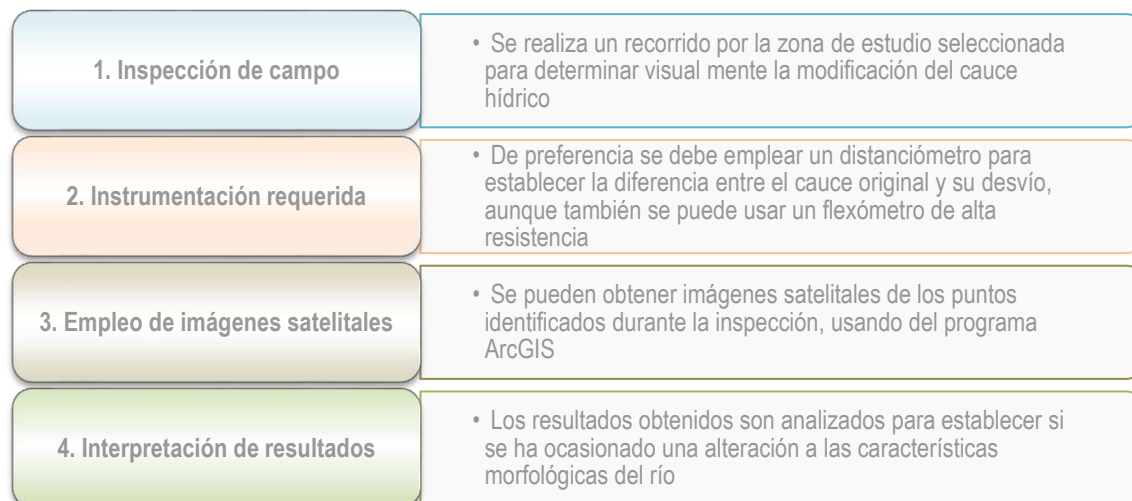 1. Inspección de campo
• Se realiza un recorrido por la zona de estudio seleccionada
para determinar visual mente la modificación del cauce
hídrico
2. Instrumentación requerida
• De preferencia se debe emplear un distanciómetro para
establecer la diferencia entre el cauce original y su desvío,
aunque también se puede usar un flexómetro de alta
resistencia
3. Empleo de imágenes satelitales
• Se pueden obtener imágenes satelitales de los puntos
identificados durante la inspección, usando del programa
ArcGIS
4. Interpretación de resultados
• Los resultados obtenidos son analizados para establecer si
se ha ocasionado una alteración a las características
morfológicas del río